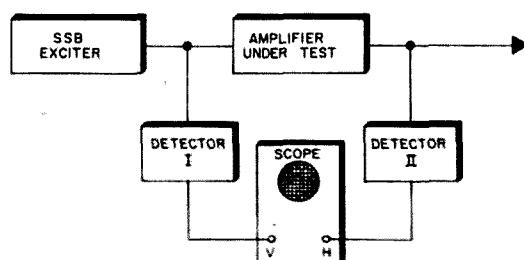 SSB
EXCITER
AMPLIFIER
UNDER TEST
DETECTOR
I
SCOPE
DETECTOR
II
V
H